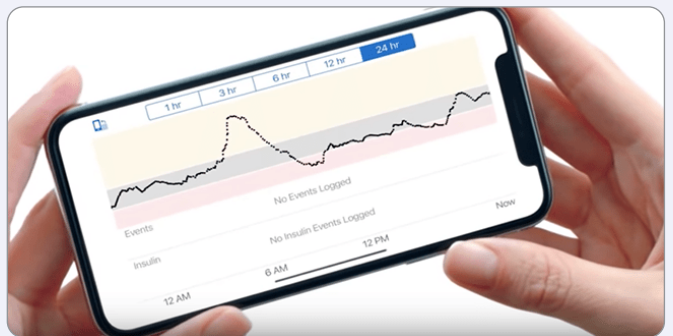 1 hr 3 hr 6 hr 12 hr 24 hr
Events
No Events Logged
Insulin
No Insulin Events Logged
12 AM 6 AM 12 PM Now